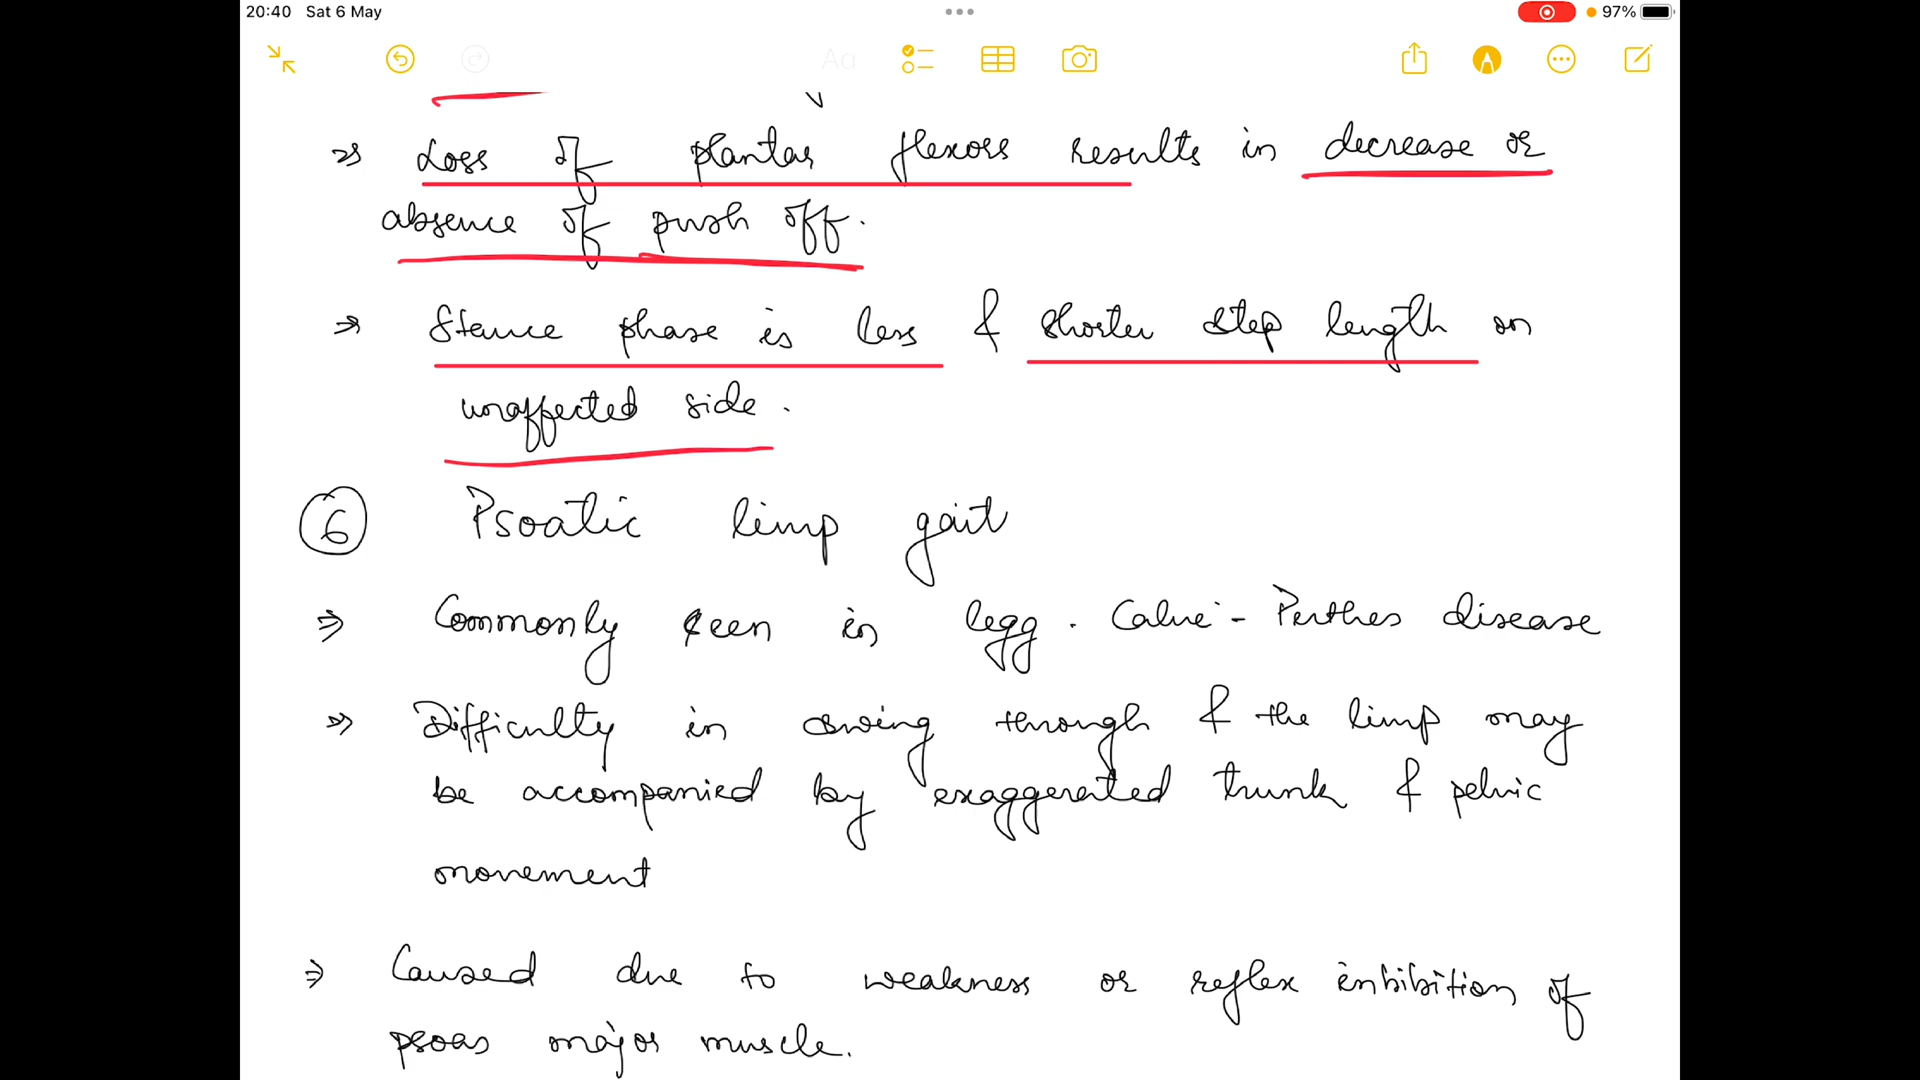 20:40 Sat 6 May
97%
Aa
⇒ Loss of plantar flexors results in decrease or
absence of push off.
⇒ Stance phase is less & shorter step length on
unaffected side.
6 Psoatic limp gait
⇒ Commonly seen in legg. Calvé - Perthes disease
⇒ Difficulty in swing through & the limp may
be accompanied by exaggerated trunk & pelvic
movement
⇒ Caused due to weakness or reflex inhibition of
psoas major muscle.